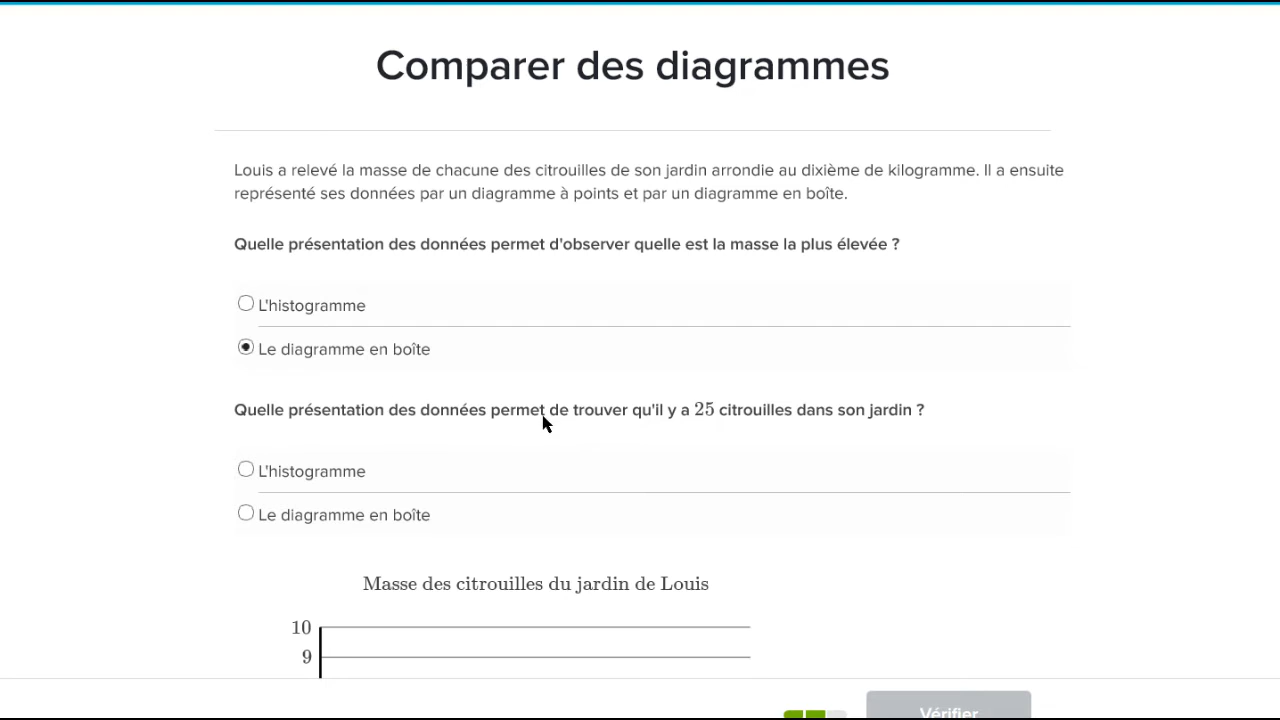 Comparer des diagrammes
Louis a relevé la masse de chacune des citrouilles de son jardin arrondie au dixième de kilogramme. Il a ensuite
représenté ses données par un diagramme à points et par un diagramme en boîte.
Quelle présentation des données permet d'observer quelle est la masse la plus élevée ?
L'histogramme
Le diagramme en boîte
Quelle présentation des données permet de trouver qu'il y a 25 citrouilles dans son jardin ?
L'histogramme
Le diagramme en boîte
Masse des citrouilles du jardin de Louis
10
9
Vérifier